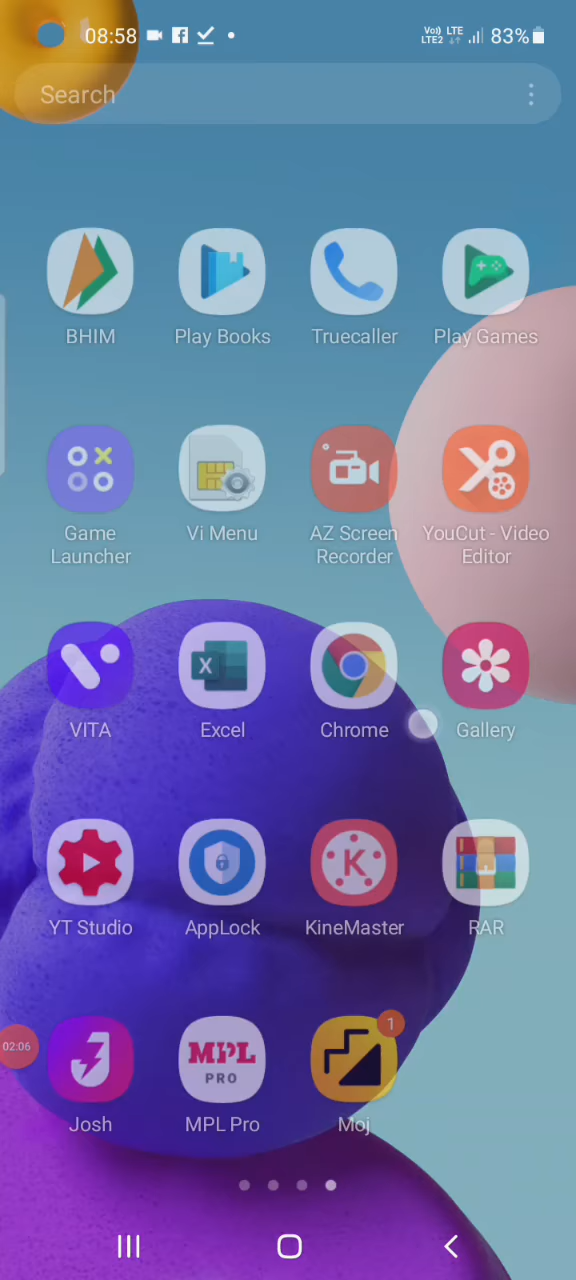 08:58
Vo)) LTE
LTE2
83%
Search
BHIM
Play Books
Truecaller
Play Games
Game
Launcher
Vi Menu
AZ Screen
Recorder
YouCut - Video
Editor
VITA
Excel
Chrome
Gallery
YT Studio
AppLock
KineMaster
RAR
02:06
Josh
MPL
PRO
MPL Pro
1
Moj